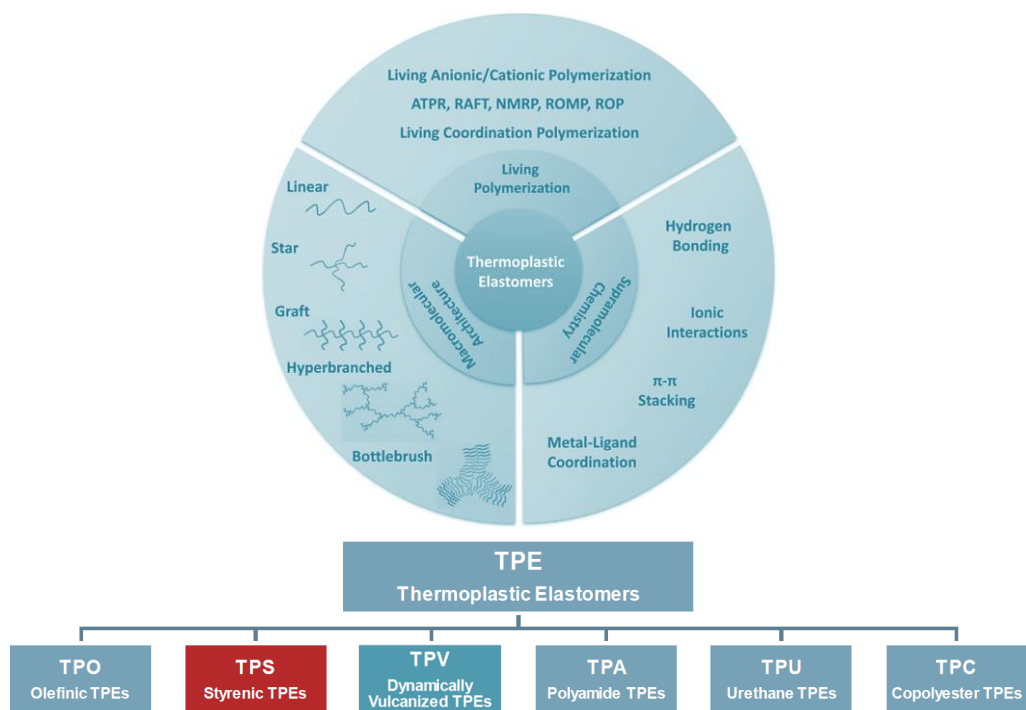 Living Anionic/Cationic Polymerization
ATPR, RAFT, NMRP, ROMP, ROP
Living Coordination Polymerization
Living
Polymerization
Linear
Star
Graft
Hyperbranched
Bottlebrush
Macromolecular
Architecture
Thermoplastic
Elastomers
Supramolecular
Chemistry
Hydrogen
Bonding
Ionic
Interactions
π-π
Stacking
Metal-Ligand
Coordination
TPE
Thermoplastic Elastomers
TPO
Olefinic TPEs
TPS
Styrenic TPEs
TPV
Dynamically
Vulcanized TPEs
TPA
Polyamide TPEs
TPU
Urethane TPEs
TPC
Copolyester TPEs